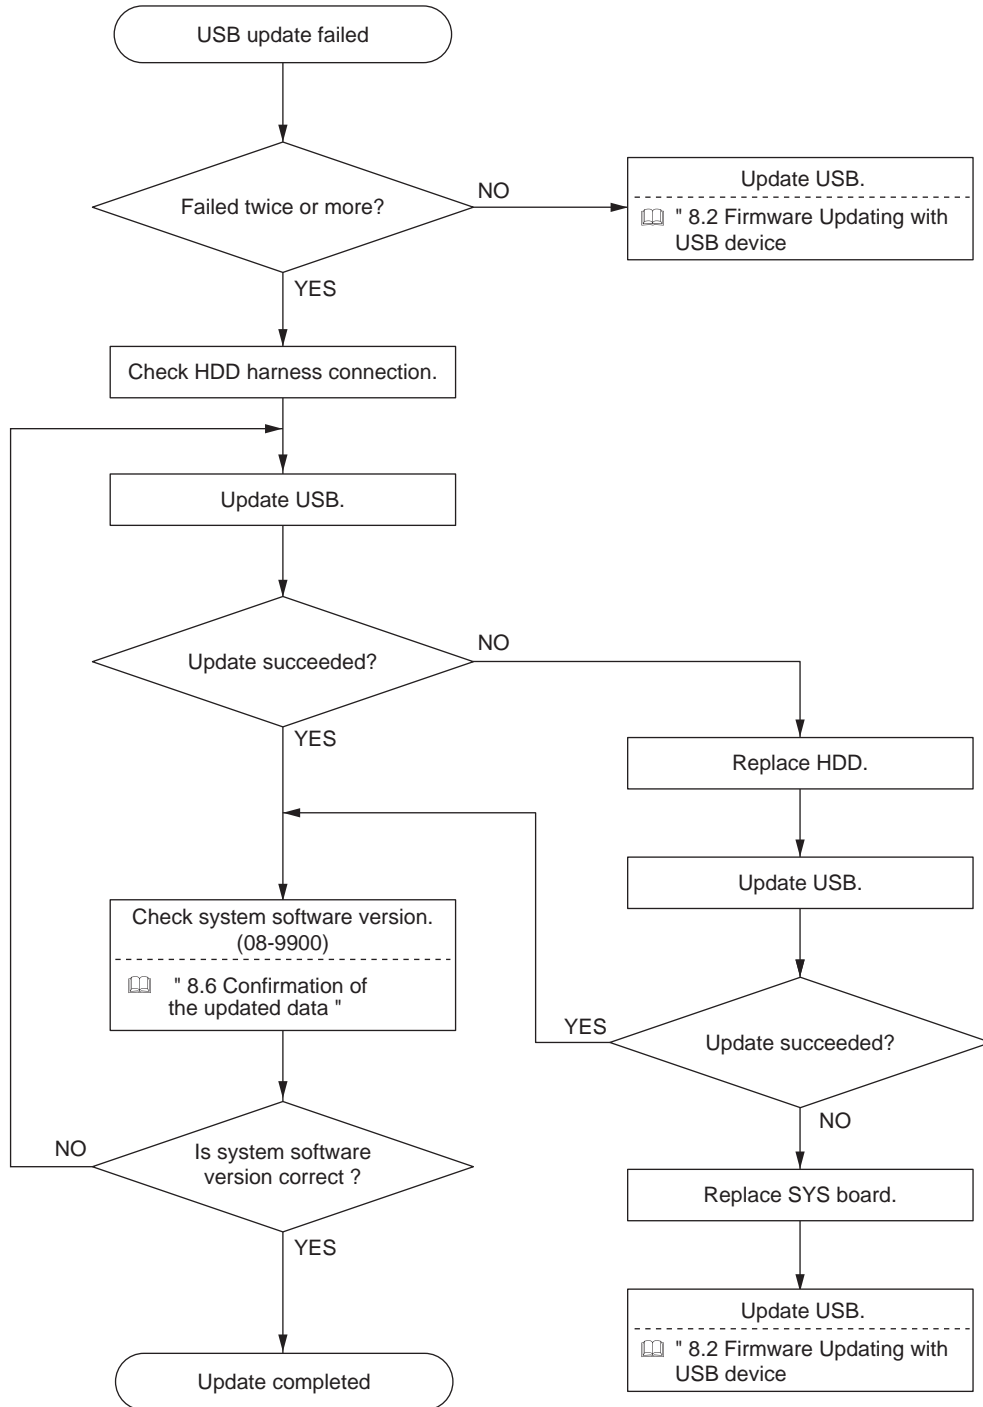 USB update failed
Failed twice or more?
NO
Update USB.
" 8.2 Firmware Updating with
USB device
YES
Check HDD harness connection.
Update USB.
Update succeeded?
NO
YES
Replace HDD.
Update USB.
Check system software version.
(08-9900)
" 8.6 Confirmation of
the updated data "
YES
Update succeeded?
NO
NO
Is system software
version correct ?
YES
Replace SYS board.
Update USB.
" 8.2 Firmware Updating with
USB device
Update completed